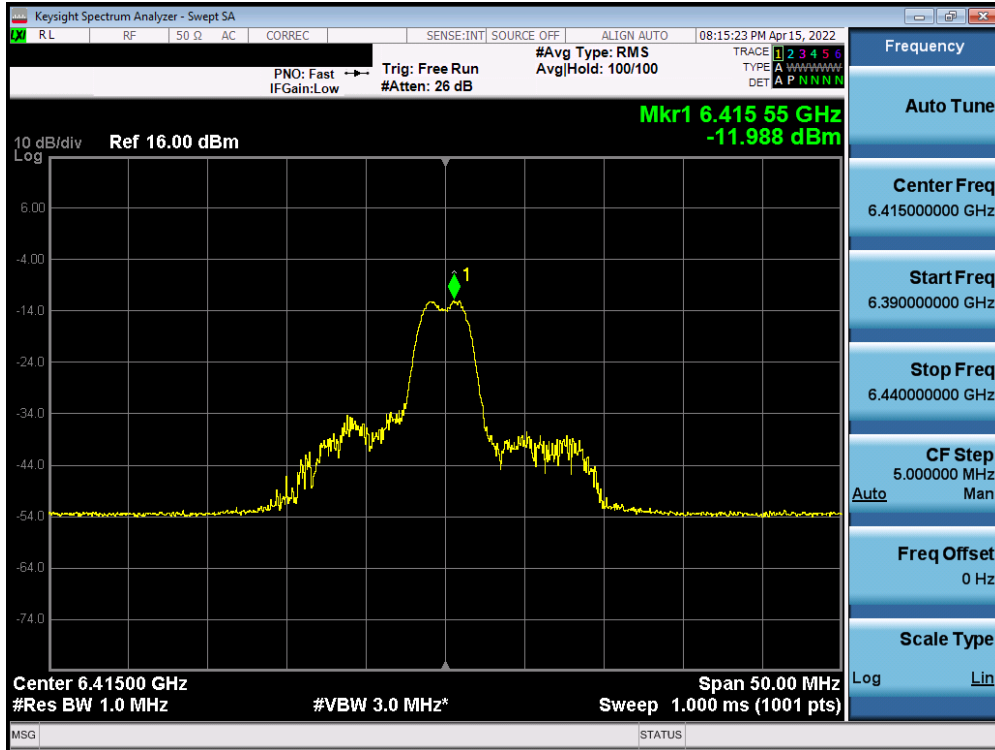 Keysight Spectrum Analyzer - Swept SA
LXI RL RF 50 Ω AC CORREC SENSE:INT SOURCE OFF ALIGN AUTO 08:15:23 PM Apr 15, 2022
PNO: Fast Trig: Free Run #Avg Type: RMS TRACE 1 2 3 4 5 6
IFGain:Low #Atten: 26 dB Avg|Hold: 100/100 TYPE A WWWWW
DET A P N N N N
Mkr1 6.415 55 GHz
-11.988 dBm
10 dB/div Ref 16.00 dBm
Log
6.00
-4.00
1
-14.0
-24.0
-34.0
-44.0
-54.0
-64.0
-74.0
Center 6.41500 GHz Span 50.00 MHz
#Res BW 1.0 MHz #VBW 3.0 MHz* Sweep 1.000 ms (1001 pts)
MSG STATUS
Frequency
Auto Tune
Center Freq
6.415000000 GHz
Start Freq
6.390000000 GHz
Stop Freq
6.440000000 GHz
CF Step
5.000000 MHz
Auto Man
Freq Offset
0 Hz
Scale Type
Log Lin